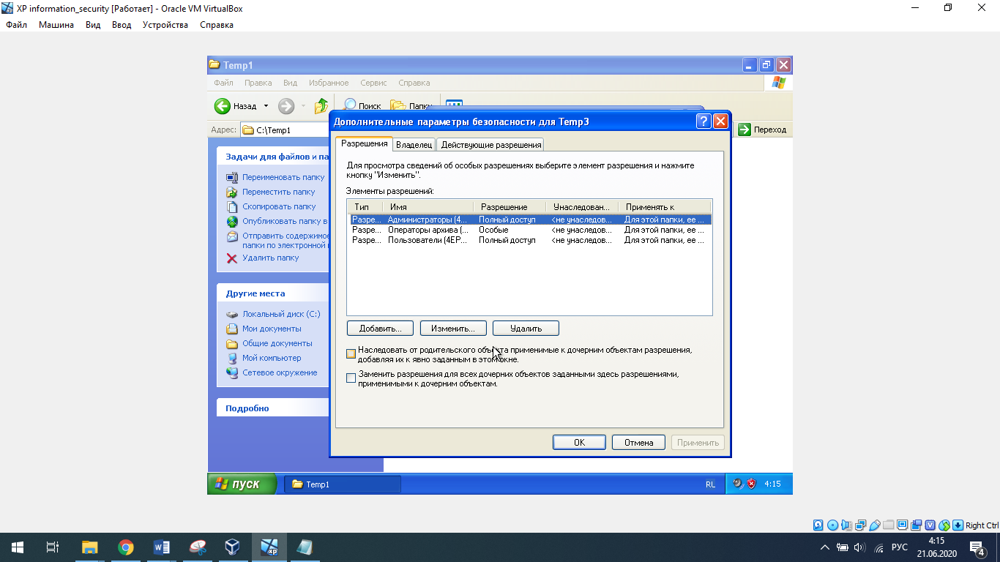 XP information_security [Работает] - Oracle VM VirtualBox
Файл Машина Вид Ввод Устройства Справка
Temp1
Файл Правка Вид Избранное Сервис Справка
Назад Поиск Папки
Адрес: C:\Temp1 Переход
Задачи для файлов и па
Переименовать папку
Переместить папку
Скопировать папку
Опубликовать папку в
Отправить содержимое
папки по электронной
Удалить папку
Другие места
Локальный диск (C:)
Мои документы
Общие документы
Мой компьютер
Сетевое окружение
Подробно
Дополнительные параметры безопасности для Temp3
Разрешения Владелец Действующие разрешения
Для просмотра сведений об особых разрешениях выберите элемент разрешения и нажмите
кнопку "Изменить".
Элементы разрешений:
Тип Имя Разрешение Унаследован... Применять к
Разре... Администраторы (4... Полный доступ <не унаследов... Для этой папки, ее ...
Разре... Операторы архива (... Особые <не унаследов... Для этой папки, ее ...
Разре... Пользователи (4EP... Полный доступ <не унаследов... Для этой папки, ее ...
Добавить... Изменить... Удалить
Наследовать от родительского объекта применимые к дочерним объектам разрешения,
добавляя их к явно заданным в этом окне.
Заменить разрешения для всех дочерних объектов заданными здесь разрешениями,
применимыми к дочерним объектам.
OK Отмена Применить
пуск Temp1 RL 4:15
Right Ctrl
W XP РУС 4:15
21.06.2020
4